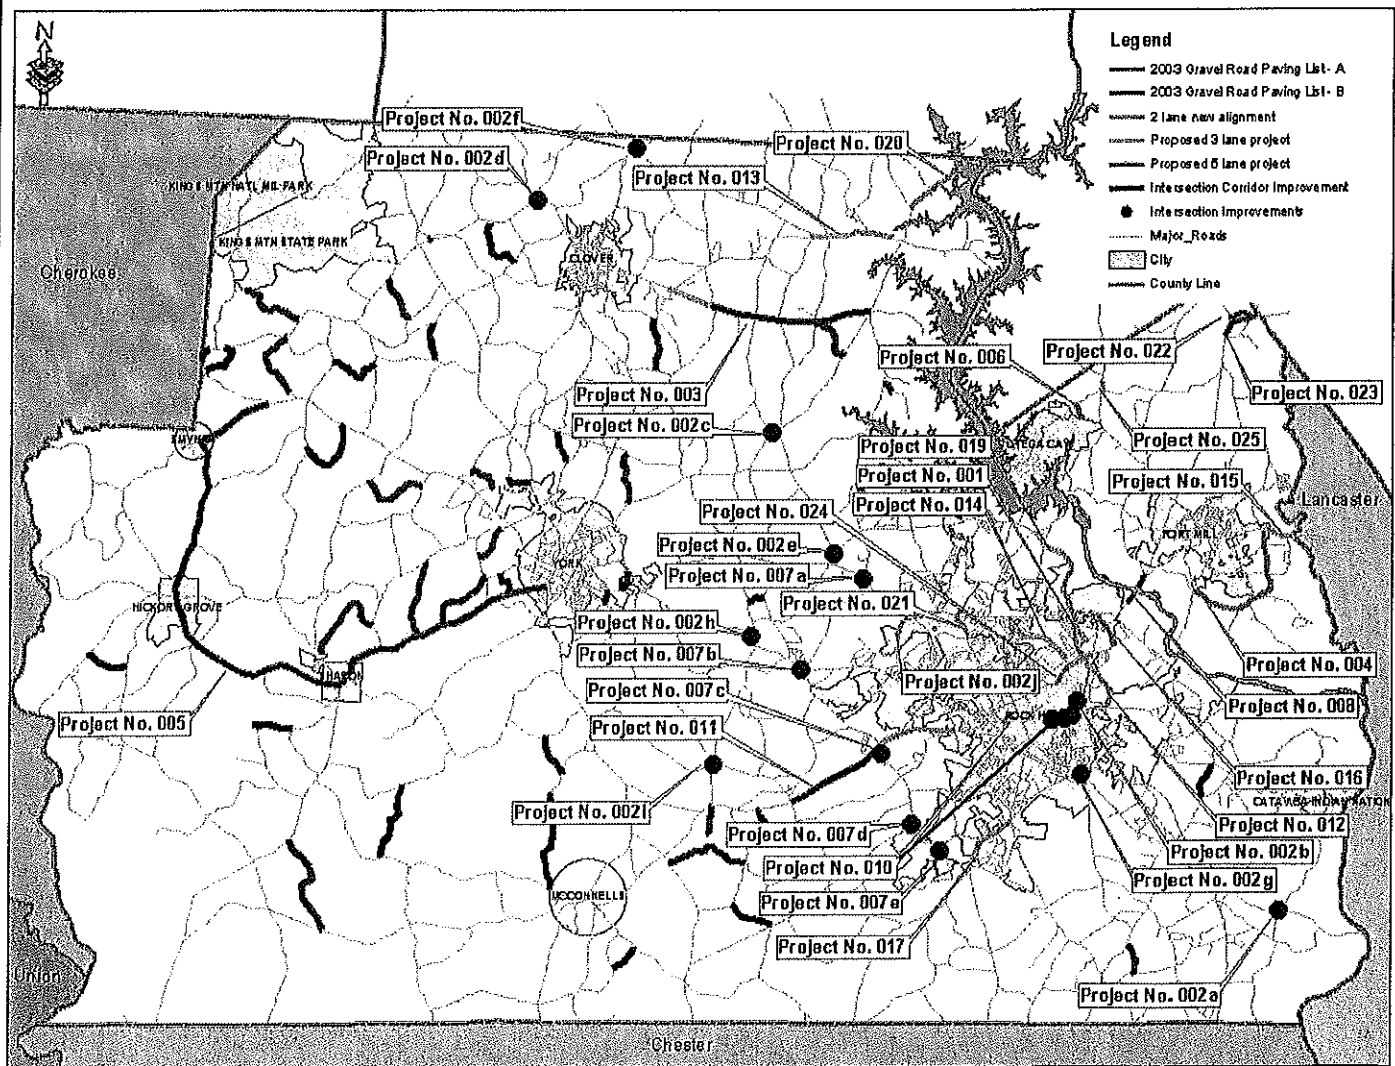 N
Legend
2003 Gravel Road Paving List - A
2003 Gravel Road Paving List - B
2 lane new alignment
Proposed 3 lane project
Proposed 5 lane project
Intersection Corridor Improvement
Intersection Improvements
Major_Roads
City
County Line
Project No. 002f
Project No. 002d
Project No. 020
Project No. 013
KINGS MTN NATL MIL PARK
KINGS MTN STATE PARK
Cherokee
CLOVER
Project No. 006
Project No. 022
Project No. 003
Project No. 023
Project No. 002c
Project No. 019
Project No. 025
Project No. 001
Project No. 015
Project No. 014
Lancaster
Project No. 024
FORT MILL
Project No. 002e
YORK
Project No. 007a
Project No. 021
HICKORY GROVE
Project No. 002h
Project No. 007b
Project No. 004
SHARON
Project No. 002j
Project No. 007c
Project No. 008
Project No. 005
Project No. 011
Project No. 016
CATAWBA INDIAN NATION
Project No. 002i
Project No. 012
Project No. 007d
Project No. 002b
Project No. 010
Project No. 002g
MCCONNELLS
Project No. 007e
Project No. 017
Union
Project No. 002a
Chester